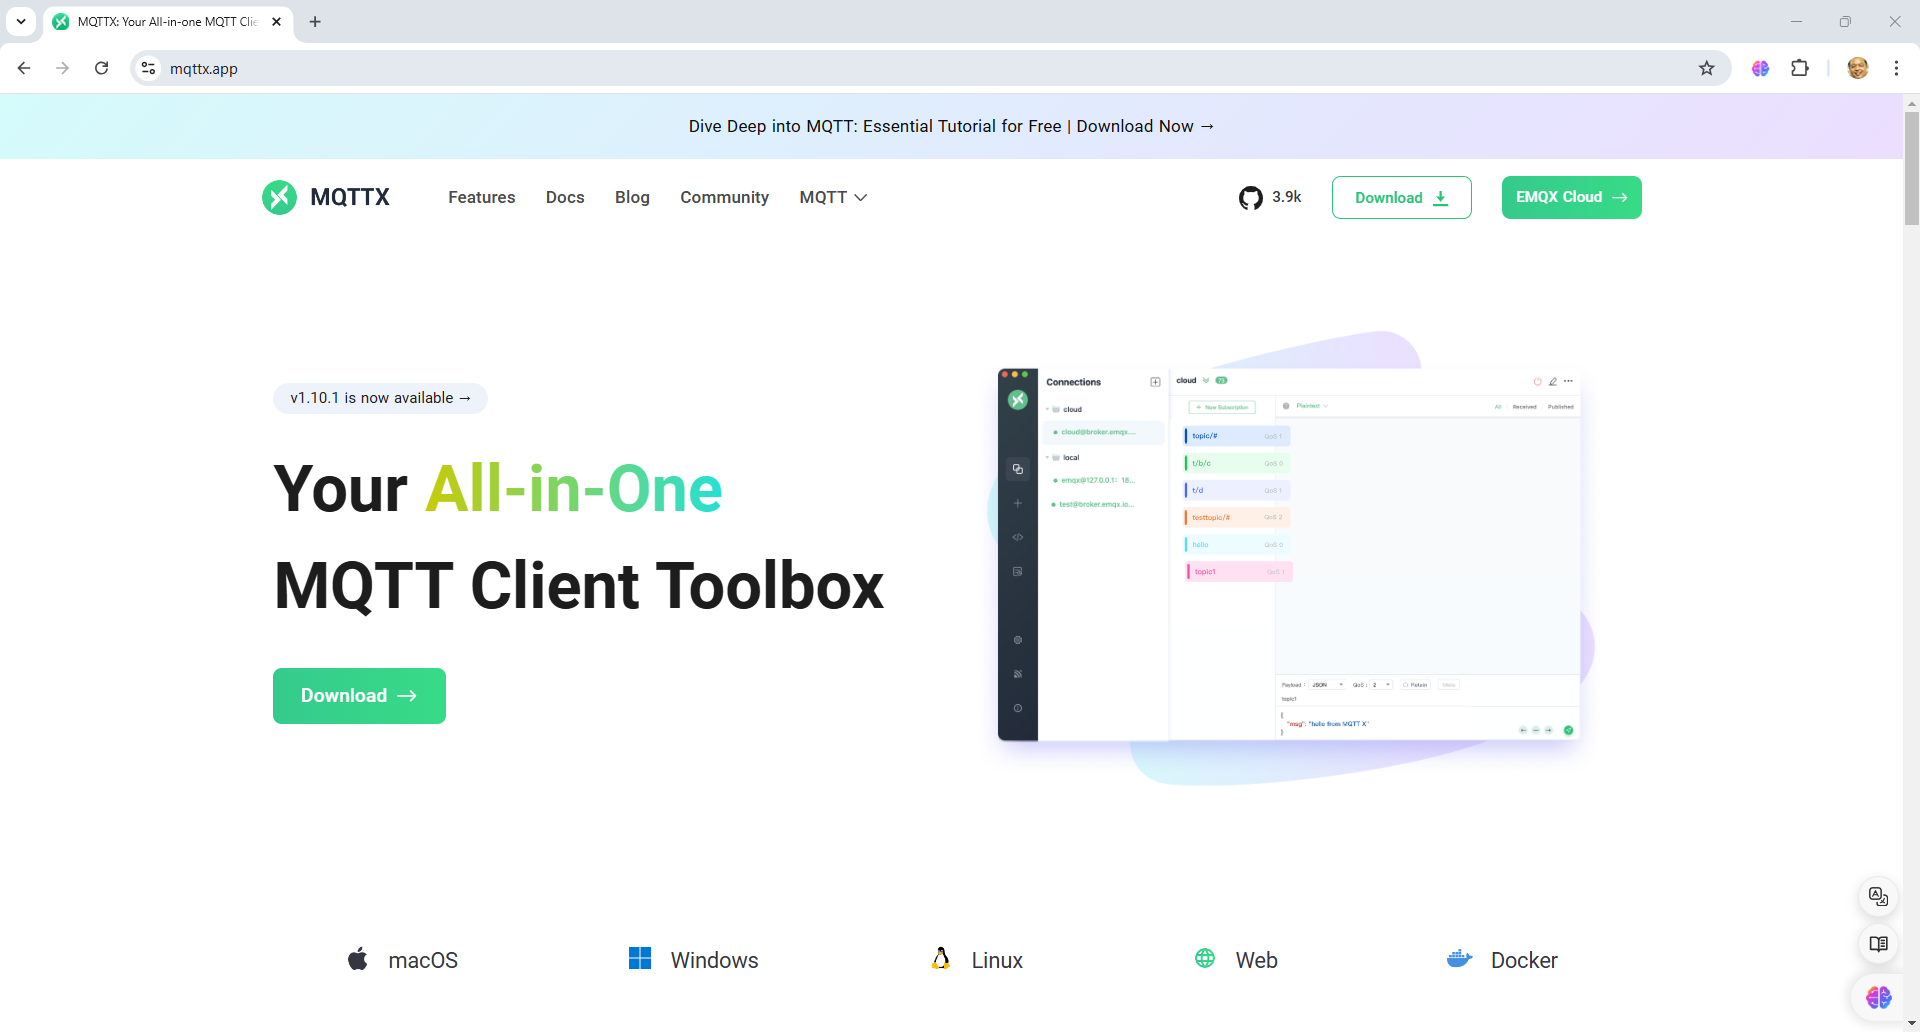 MQTTX: Your All-in-one MQTT Clie
mqttx.app
Dive Deep into MQTT: Essential Tutorial for Free | Download Now →
MQTTX
Features
Docs
Blog
Community
MQTT
3.9k
Download
EMQX Cloud →
v1.10.1 is now available →
Your All-in-One
MQTT Client Toolbox
Download →
Connections
cloud
cloud@broker.emqx....
local
emqx@127.0.0.1: 18...
test@broker.emqx.io...
cloud
73
+ New Subscription
Plaintext
All
Received
Published
topic/# QoS 1
t/b/c QoS 0
t/d QoS 1
testtopic/# QoS 2
hello QoS 0
topic1 QoS 1
Payload: JSON QoS: 2 Retain Meta
topic1
{
"msg": "hello from MQTT X"
}
macOS
Windows
Linux
Web
Docker